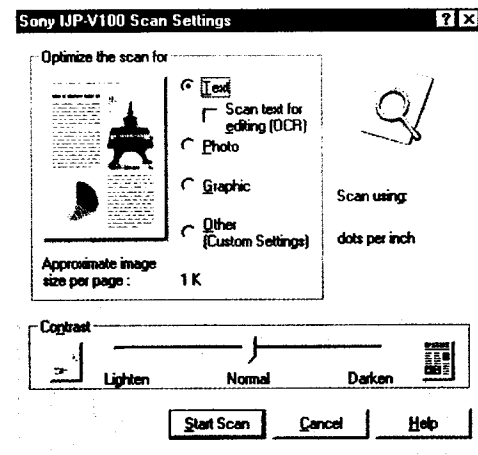 Sony IJP-V100 Scan Settings
Optimize the scan for
Text
Scan text for
editing (OCR)
Photo
Graphic
Other
(Custom Settings)
Approximate image
size per page :
1 K
Scan using:
dots per inch
Contrast
Lighten
Normal
Darken
Start Scan
Cancel
Help